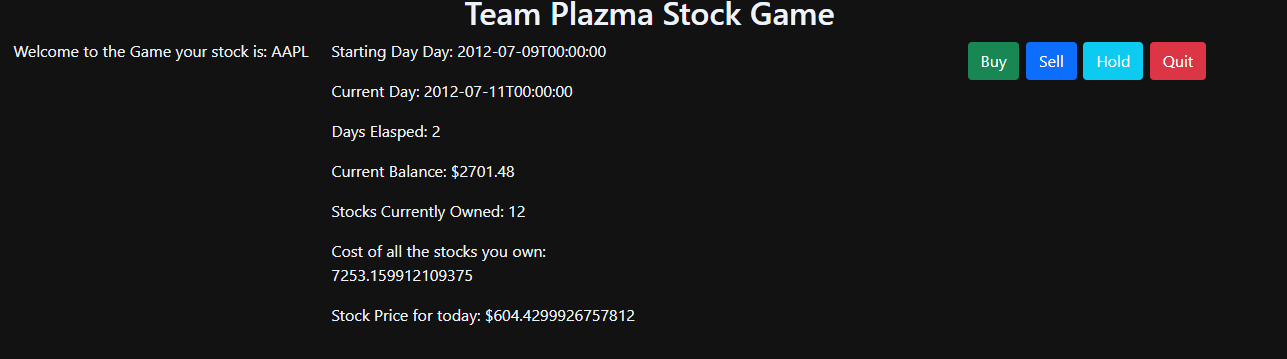 Team Plazma Stock Game
Welcome to the Game your stock is: AAPL
Starting Day Day: 2012-07-09T00:00:00
Current Day: 2012-07-11T00:00:00
Days Elasped: 2
Current Balance: $2701.48
Stocks Currently Owned: 12
Cost of all the stocks you own:
7253.159912109375
Stock Price for today: $604.4299926757812
Buy
Sell
Hold
Quit